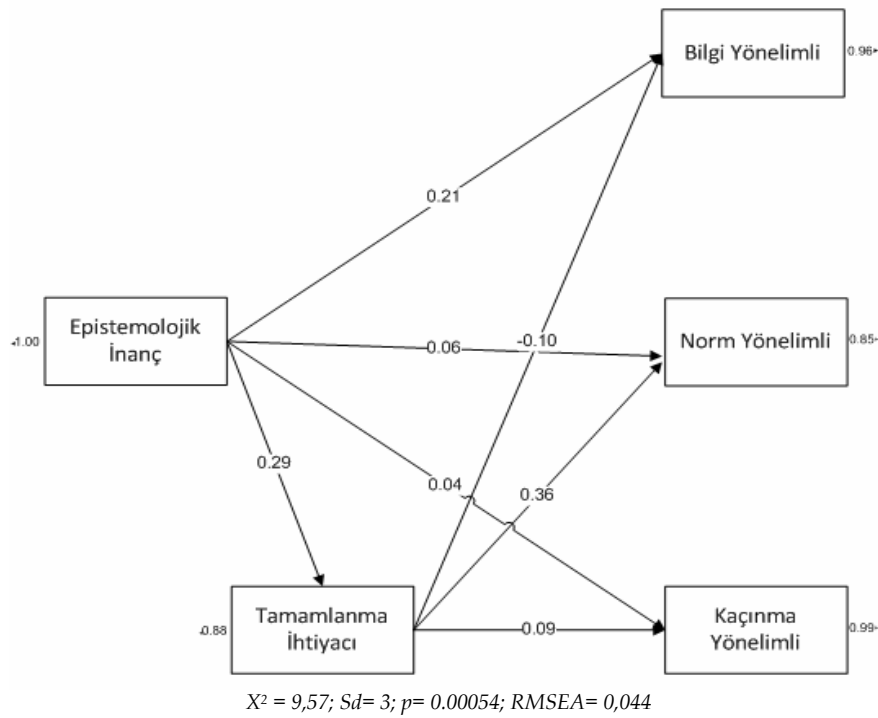 Bilgi Yönelimli
0.96
0.21
Epistemolojik
İnanç
1.00
0.06
-0.10
Norm Yönelimli
0.85
0.29
0.04
0.36
Tamamlanma
İhtiyacı
0.88
0.09
Kaçınma
Yönelimli
0.99
X² = 9,57; Sd= 3; p= 0.00054; RMSEA= 0,044